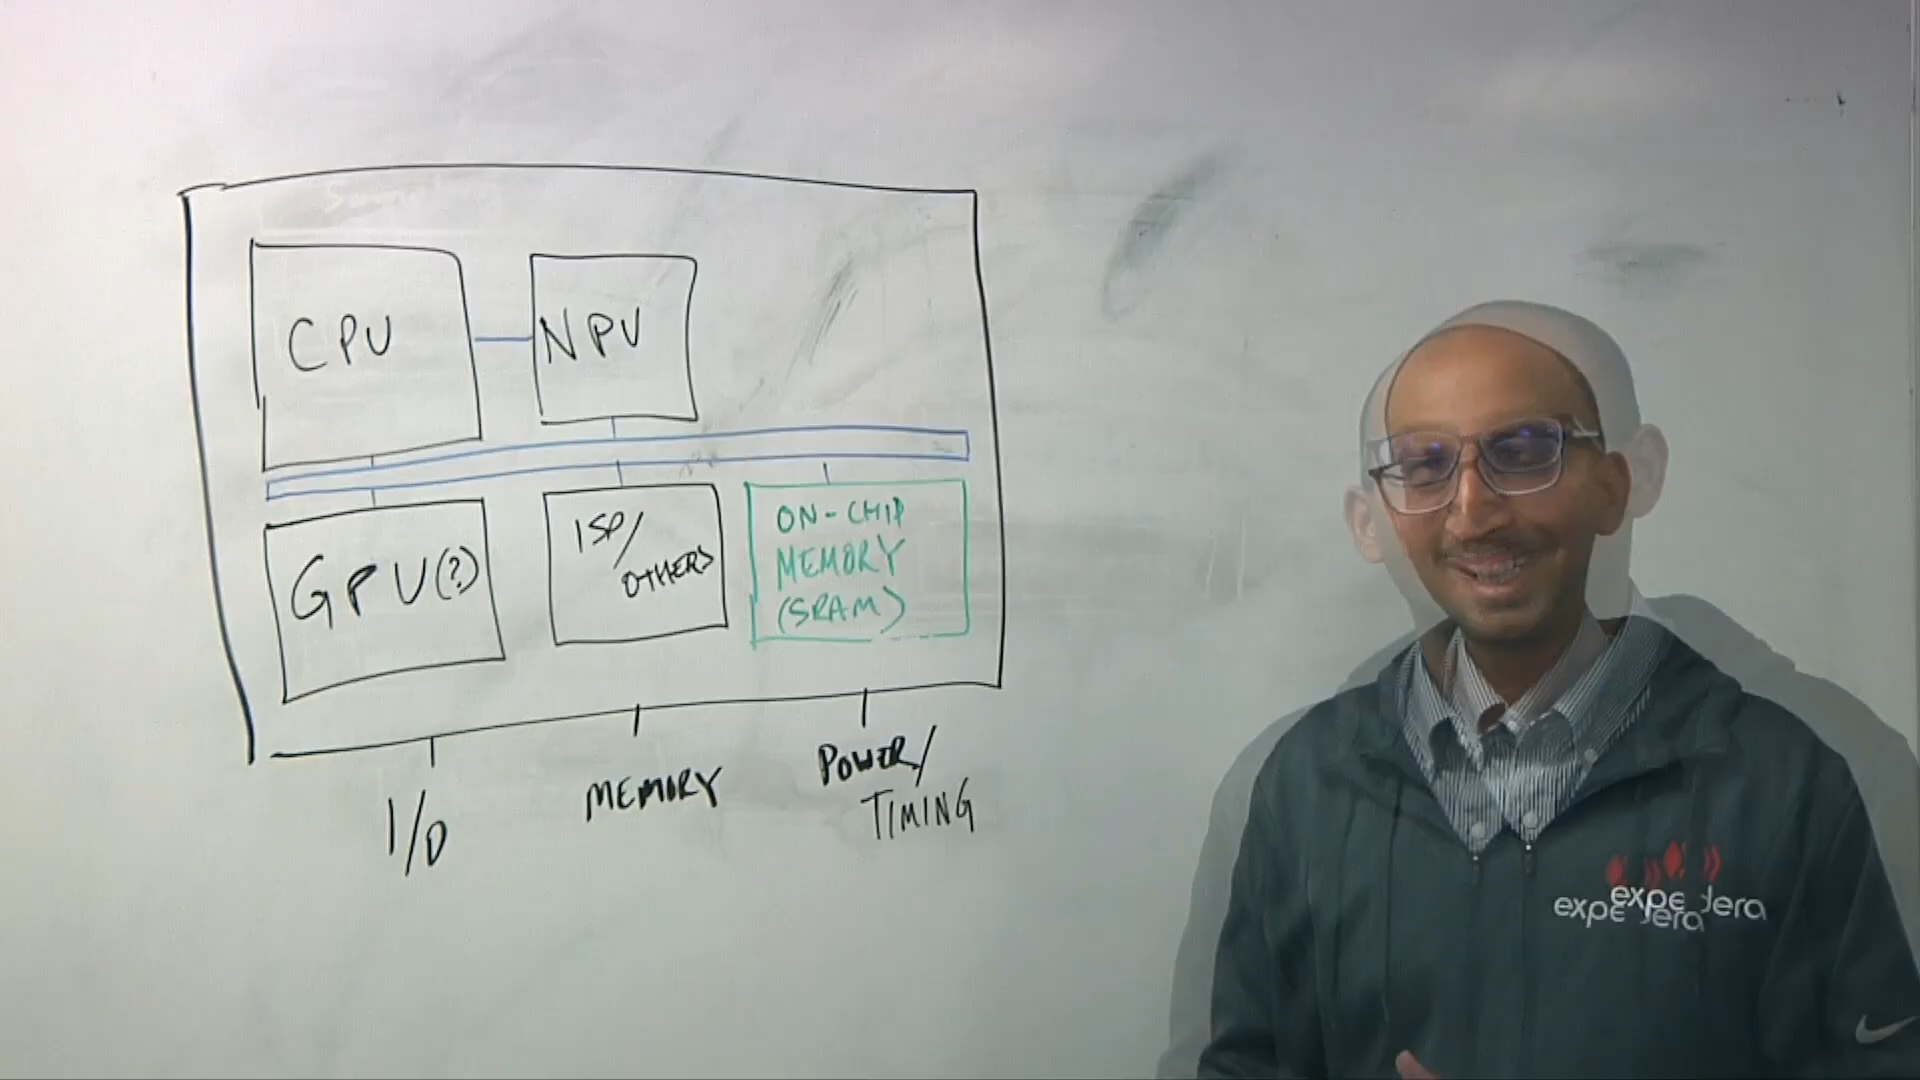 CPU
NPU
GPU(?)
ISP/
OTHERS
ON-CHIP
MEMORY
(SRAM)
I/O
MEMORY
POWER/
TIMING
expedera
expedera